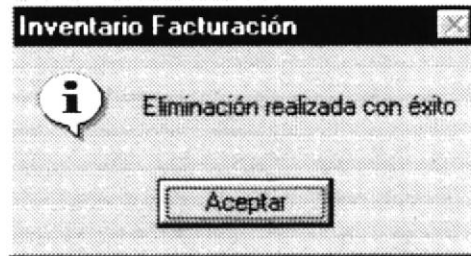 Inventario Facturación
Eliminación realizada con éxito
Aceptar